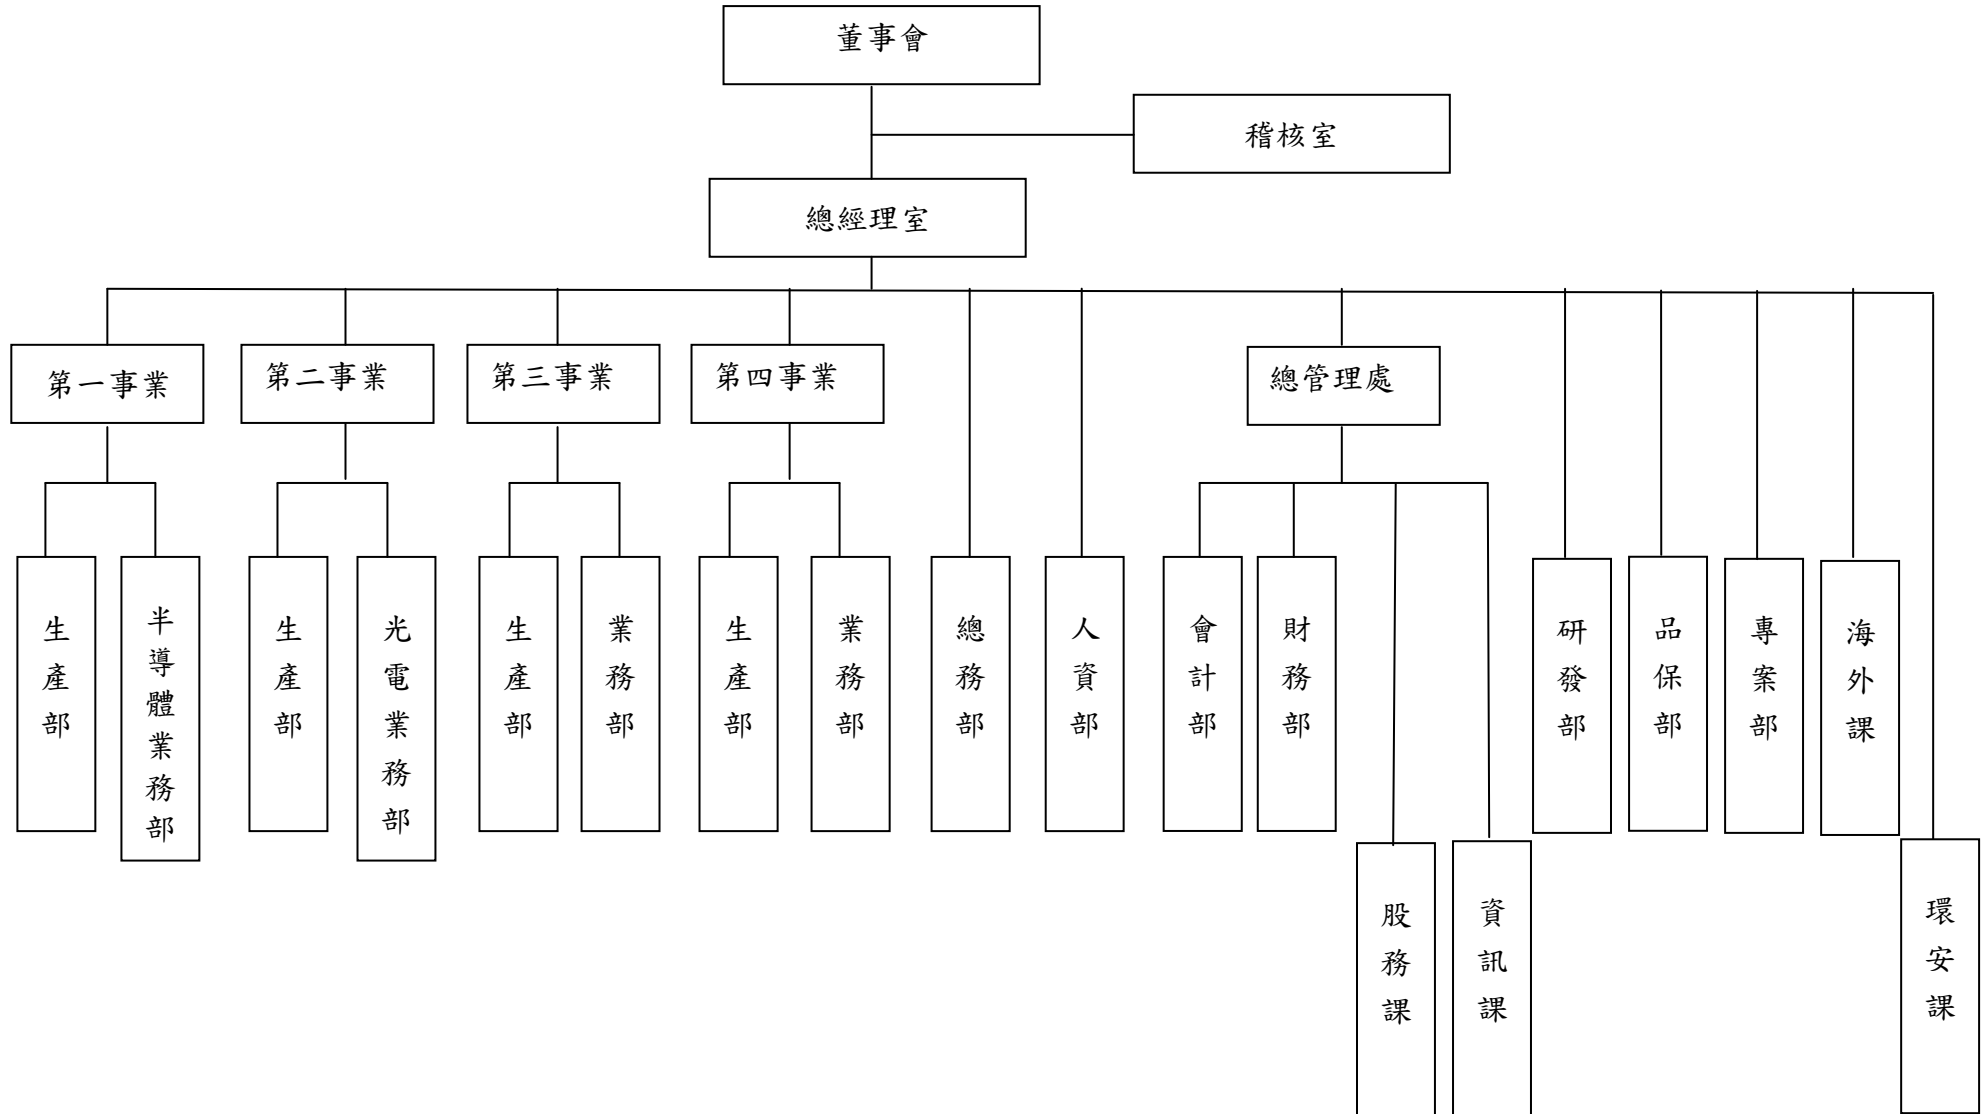 董事會
稽核室
總經理室
第一事業
第二事業
第三事業
第四事業
總管理處
生產部
半導體業務部
生產部
光電業務部
生產部
業務部
生產部
業務部
總務部
人資部
會計部
財務部
股務課
資訊課
研發部
品保部
專案部
海外課
環安課